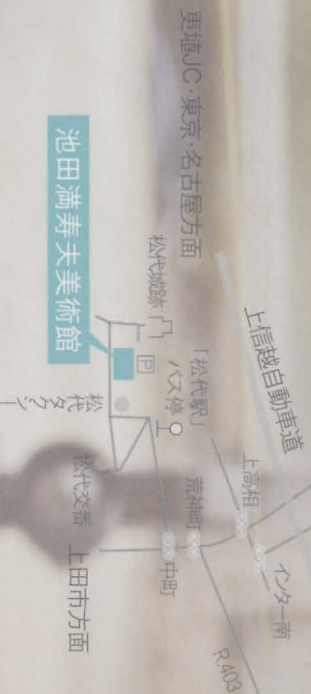 更埴JC・東京・名古屋方面
上信越自動車道
インター南
上高相
R.403
荒神町
中町
「松代駅」
バス停
松代城跡
P
池田満寿夫美術館
松代
タクシー
松代交番
上田市方面